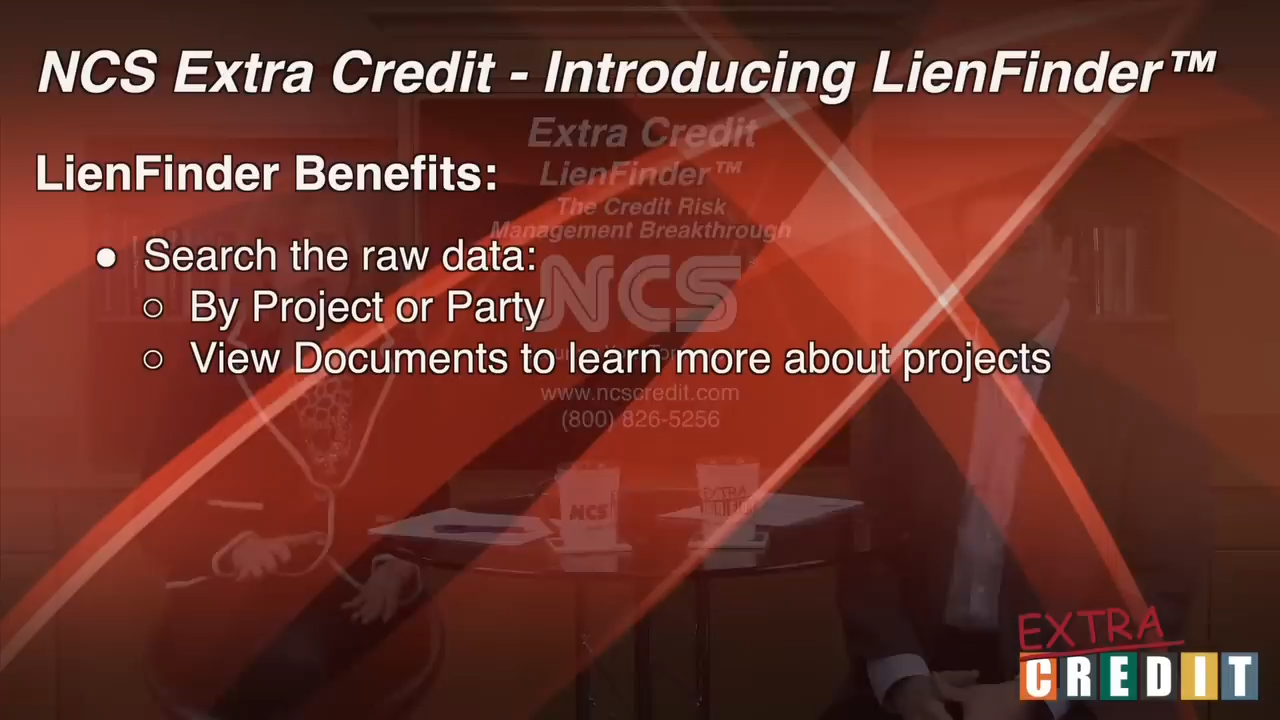 NCS Extra Credit - Introducing LienFinder™
Extra Credit
LienFinder™
LienFinder Benefits:
The Credit Risk
Management Breakthrough
● Search the raw data:
NCS
○ By Project or Party
○ View Documents to learn more about projects
www.ncscredit.com
(800) 826-5256
NCS
EXTRA
EXTRA
CREDIT